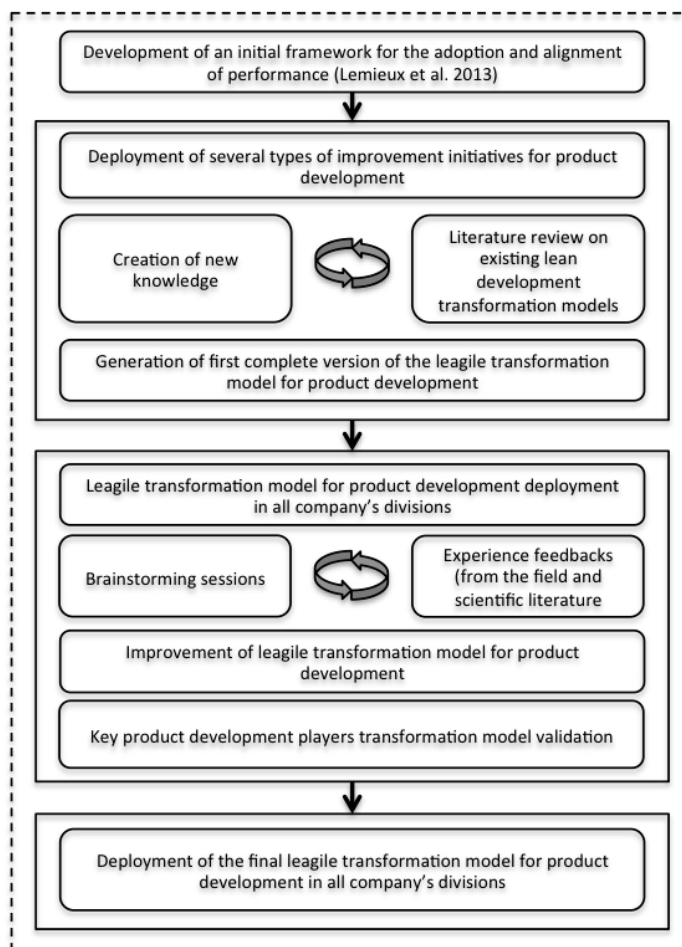 Development of an initial framework for the adoption and alignment
of performance (Lemieux et al. 2013)
Deployment of several types of improvement initiatives for product
development
Creation of new
knowledge
Literature review on
existing lean
development
transformation models
Generation of first complete version of the leagile transformation
model for product development
Leagile transformation model for product development deployment
in all company's divisions
Brainstorming sessions
Experience feedbacks
(from the field and
scientific literature
Improvement of leagile transformation model for product
development
Key product development players transformation model validation
Deployment of the final leagile transformation model for product
development in all company's divisions